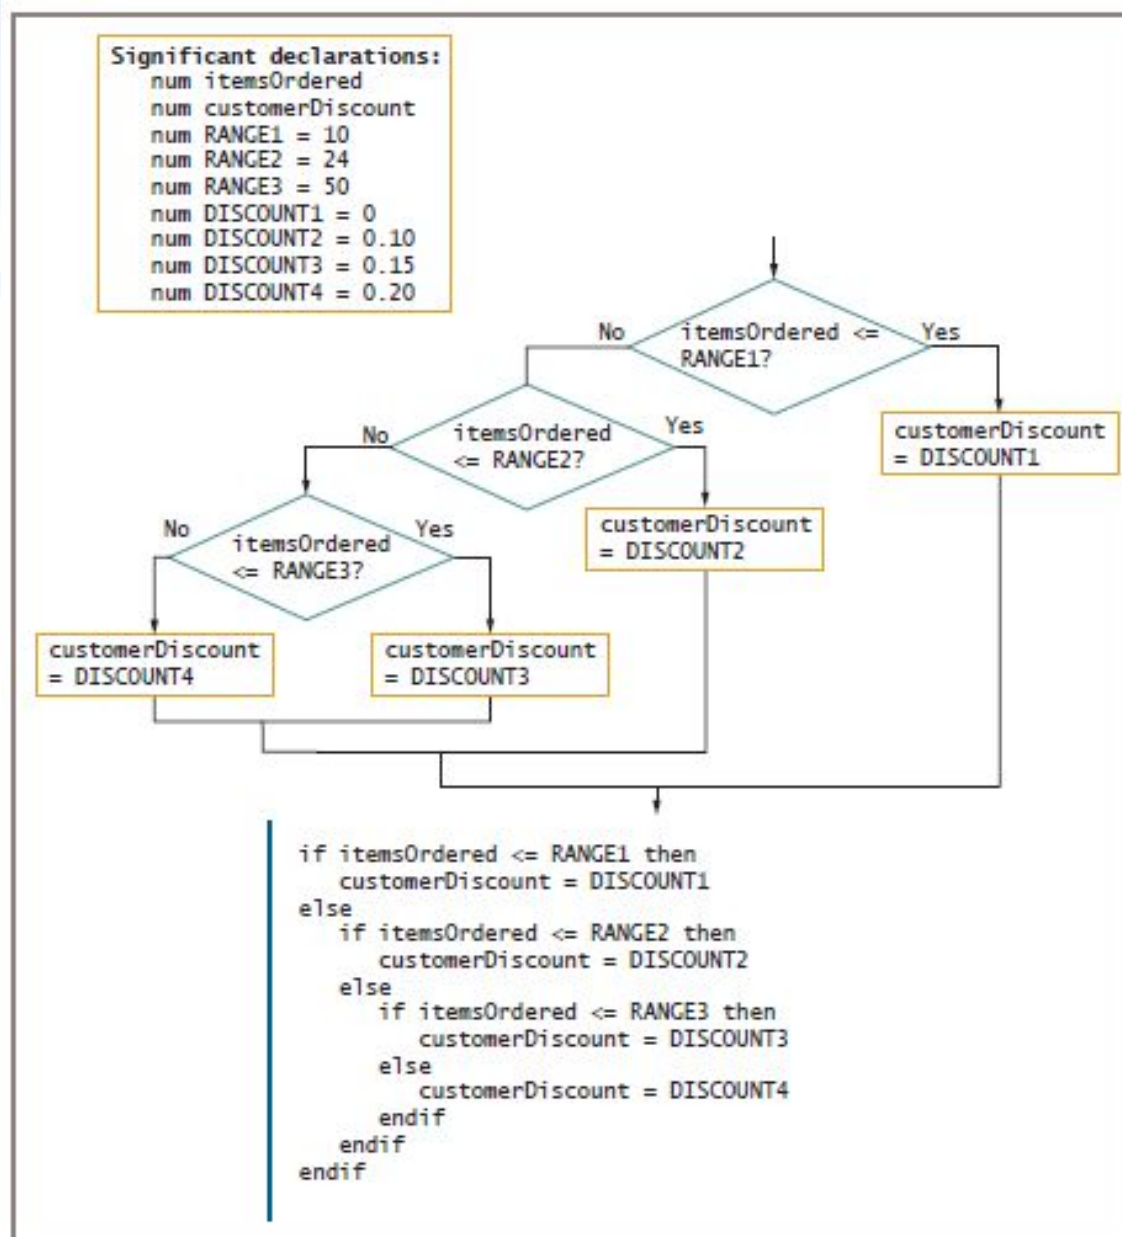 Significant declarations:
num itemsOrdered
num customerDiscount
num RANGE1 = 10
num RANGE2 = 24
num RANGE3 = 50
num DISCOUNT1 = 0
num DISCOUNT2 = 0.10
num DISCOUNT3 = 0.15
num DISCOUNT4 = 0.20
No
itemsOrdered <=
RANGE1?
Yes
customerDiscount
= DISCOUNT1
No
itemsOrdered
<= RANGE2?
Yes
customerDiscount
= DISCOUNT2
No
itemsOrdered
<= RANGE3?
Yes
customerDiscount
= DISCOUNT4
customerDiscount
= DISCOUNT3
if itemsOrdered <= RANGE1 then
customerDiscount = DISCOUNT1
else
if itemsOrdered <= RANGE2 then
customerDiscount = DISCOUNT2
else
if itemsOrdered <= RANGE3 then
customerDiscount = DISCOUNT3
else
customerDiscount = DISCOUNT4
endif
endif
endif